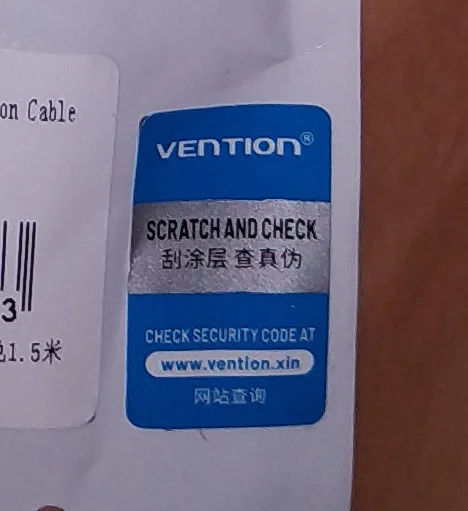 on Cable
3
1.5米
VENTION®
SCRATCH AND CHECK
刮涂层 查真伪
CHECK SECURITY CODE AT
www.vention.xin
网站查询